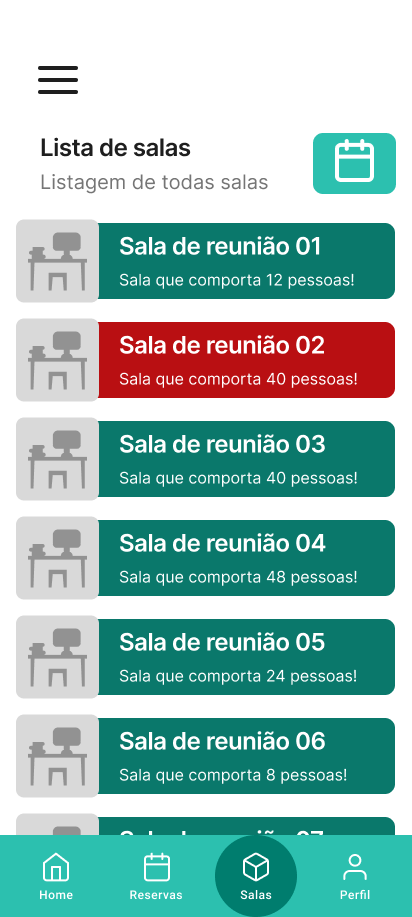 Lista de salas
Listagem de todas salas
Sala de reunião 01
Sala que comporta 12 pessoas!
Sala de reunião 02
Sala que comporta 40 pessoas!
Sala de reunião 03
Sala que comporta 40 pessoas!
Sala de reunião 04
Sala que comporta 48 pessoas!
Sala de reunião 05
Sala que comporta 24 pessoas!
Sala de reunião 06
Sala que comporta 8 pessoas!
Home
Reservas
Salas
Perfil